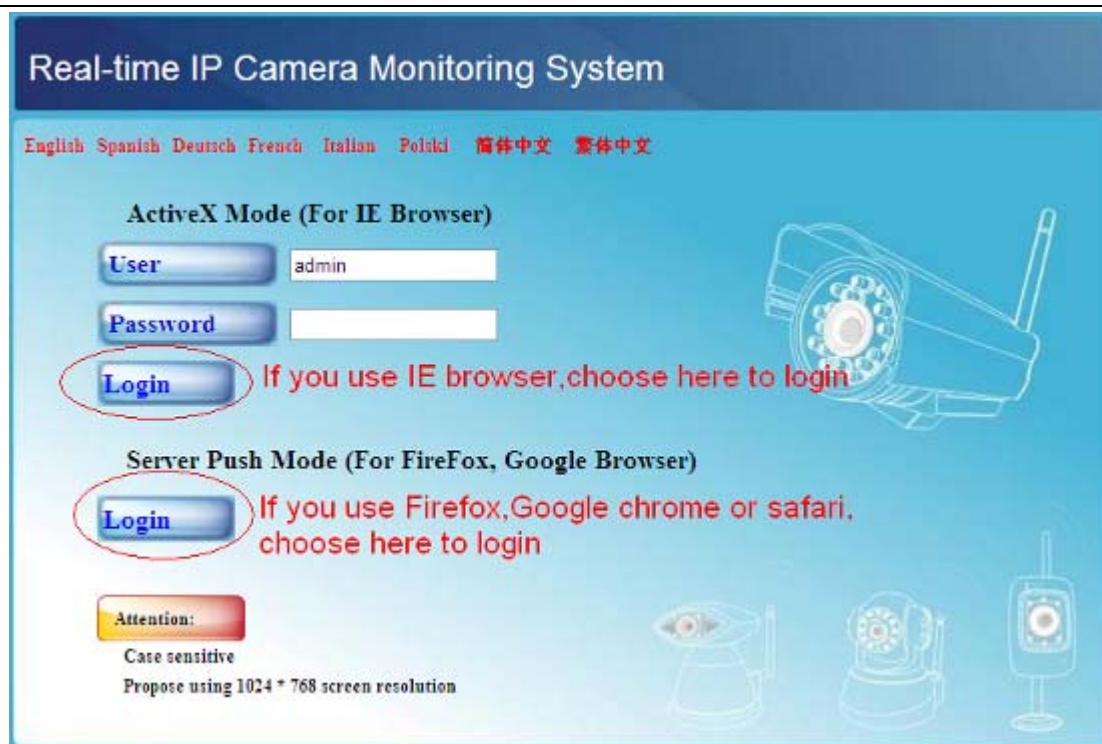 Real-time IP Camera Monitoring System
English Spanish Deutsch French Italian Polski 简体中文 繁体中文
ActiveX Mode (For IE Browser)
User admin
Password
Login If you use IE browser,choose here to login
Server Push Mode (For FireFox, Google Browser)
Login If you use Firefox,Google chrome or safari,
choose here to login
Attention:
Case sensitive
Propose using 1024 * 768 screen resolution